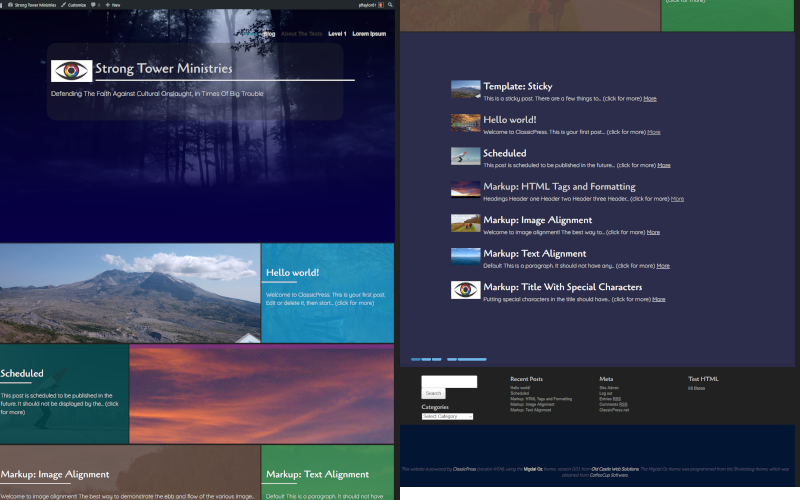 Strong Tower Ministries
Customize
New
pftaylor61
Blog
About The Tests
Level 1
Lorem Ipsum
Strong Tower Ministries
Defending The Faith Against Cultural Onslaught, In Times Of Big Trouble
Hello world!
Welcome to ClassicPress. This is your first post.
Edit or delete it, then start... (click for more)
Scheduled
This post is scheduled to be published in the
future. It should not be displayed by the... (click
for more)
Markup: Image Alignment
Welcome to image alignment! The best way to demonstrate the ebb and flow of the various image,
Markup: Text Alignment
Default This is a paragraph. It should not have
(click for more)
Template: Sticky
This is a sticky post. There are a few things to... (click for more) More
Hello world!
Welcome to ClassicPress. This is your first post... (click for more) More
Scheduled
This post is scheduled to be published in the future.... (click for more) More
Markup: HTML Tags and Formatting
Headings Header one Header two Header three Header... (click for more) More
Markup: Image Alignment
Welcome to image alignment! The best way to... (click for more) More
Markup: Text Alignment
Default This is a paragraph. It should not have any... (click for more) More
Markup: Title With Special Characters
Putting special characters in the title should have... (click for more) More
Search
Categories
Select Category
Recent Posts
Hello world!
Scheduled
Markup: HTML Tags and Formatting
Markup: Image Alignment
Markup: Text Alignment
Meta
Site Admin
Log out
Entries RSS
Comments RSS
ClassicPress.net
Test HTML
This website is powered by ClassicPress
using the Migdal Oz theme, version 0.0.1, from Old Castle Web Solutions. The Migdal Oz theme was programmed from the
theme, which was
obtained from CoffeeCup Software.